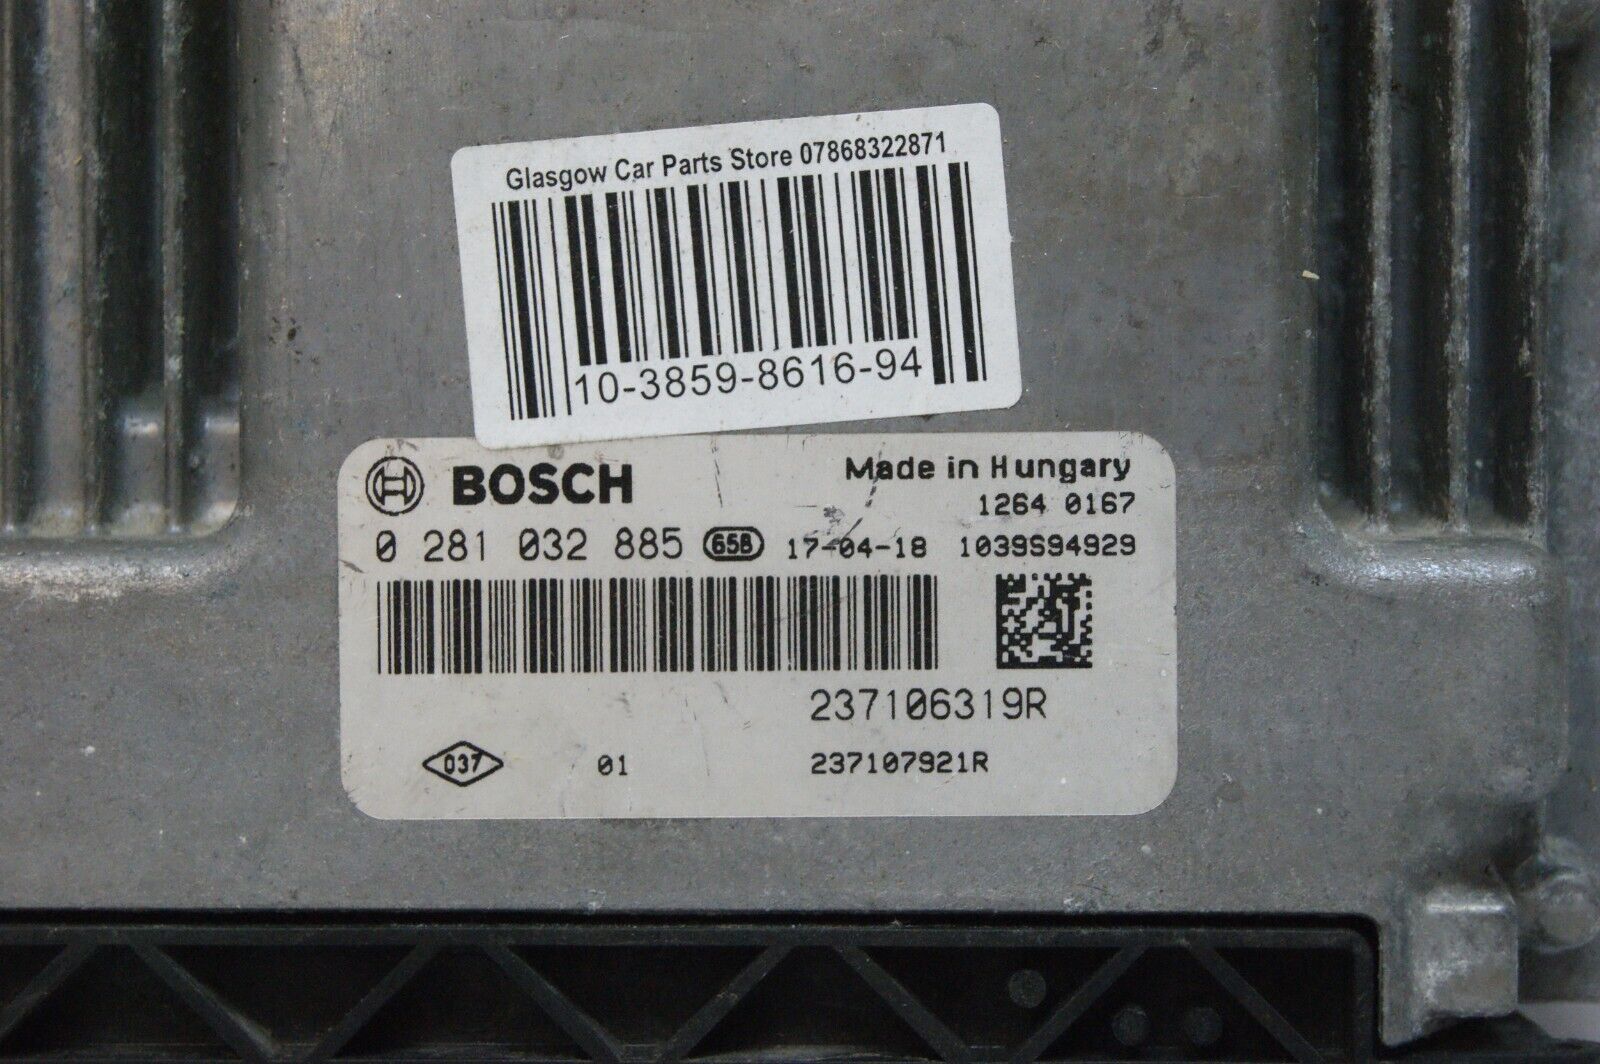 Glasgow Car Parts Store 07868322871
10-3859-8616-94
BOSCH
Made in Hungary
1264 0167
0 281 032 885 658 17-04-18 1039S94929
237106319R
037 01 237107921R